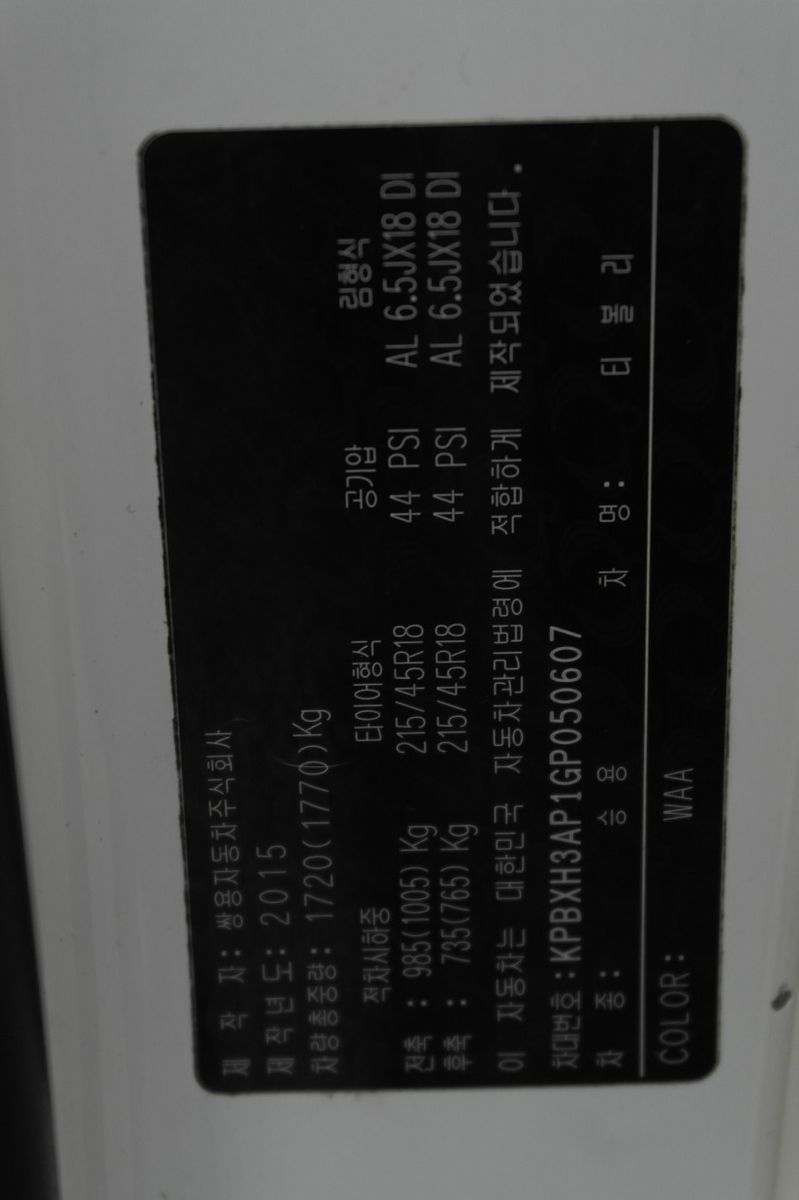 제 작 자: 쌍용자동차주식회사
제작년도: 2015
차량총중량: 1720(1770)Kg
적차시하중 타이어형식 공기압 림형식
전축 : 985(1005)Kg 215/45R18 44 PSI AL 6.5JX18 DI
후축 : 735(765)Kg 215/45R18 44 PSI AL 6.5JX18 DI
이 자동차는 대한민국 자동차관리법령에 적합하게 제작되었습니다.
차대번호:KPBXH3AP1GP050607
차 종: 승 용 차 명: 티 볼 리
COLOR: WAA